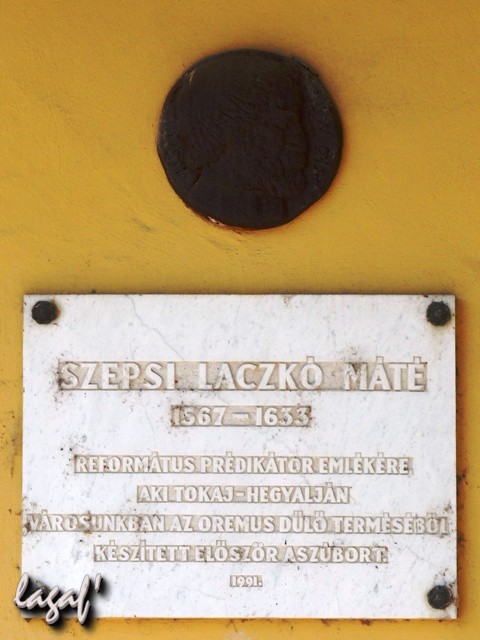 SZEPSI LACZKÓ MÁTÉ
1567-1633
REFORMÁTUS PRÉDIKÁTOR EMLÉKÉRE,
AKI TOKAJ-HEGYALJÁN
VÁROSUNKBAN AZ OREMUS DŰLŐ TERMÉSÉBŐL
KÉSZÍTETT ELŐSZÖR ASZÚBORT.
1991.
lagaf'